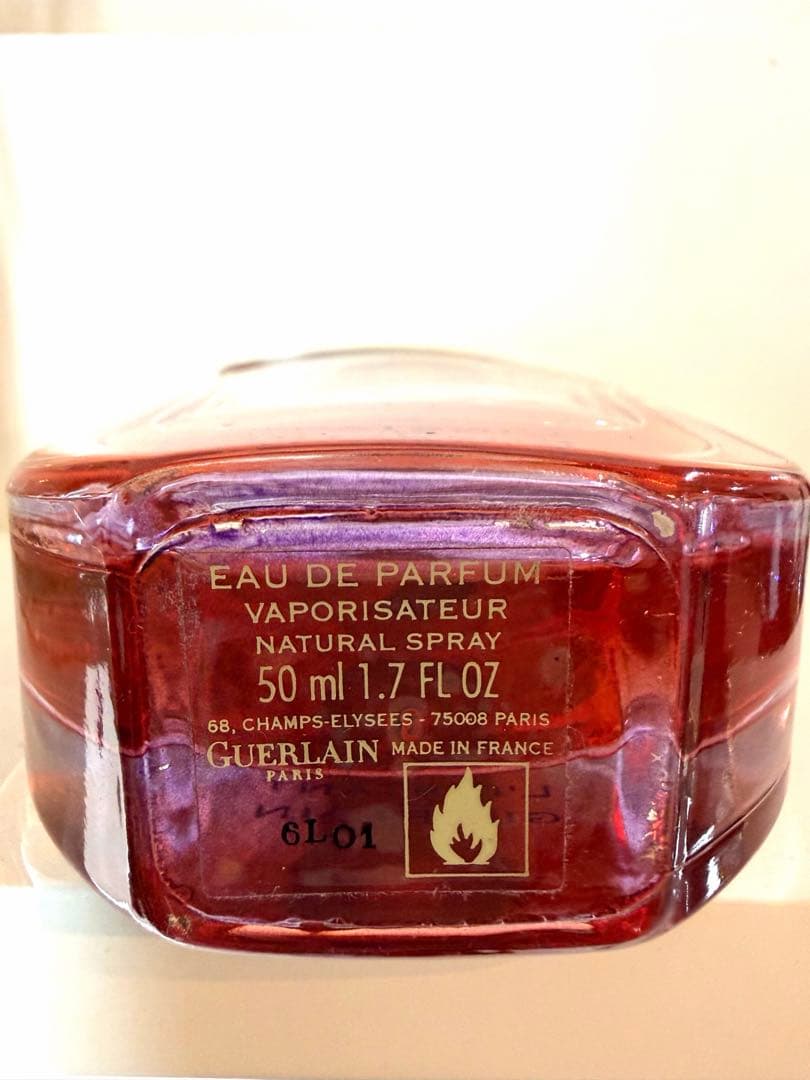 EAU DE PARFUM
VAPORISATEUR
NATURAL SPRAY
50 ml 1.7 FL OZ
68, CHAMPS-ELYSEES - 75008 PARIS
GUERLAIN MADE IN FRANCE
PARIS
6L01